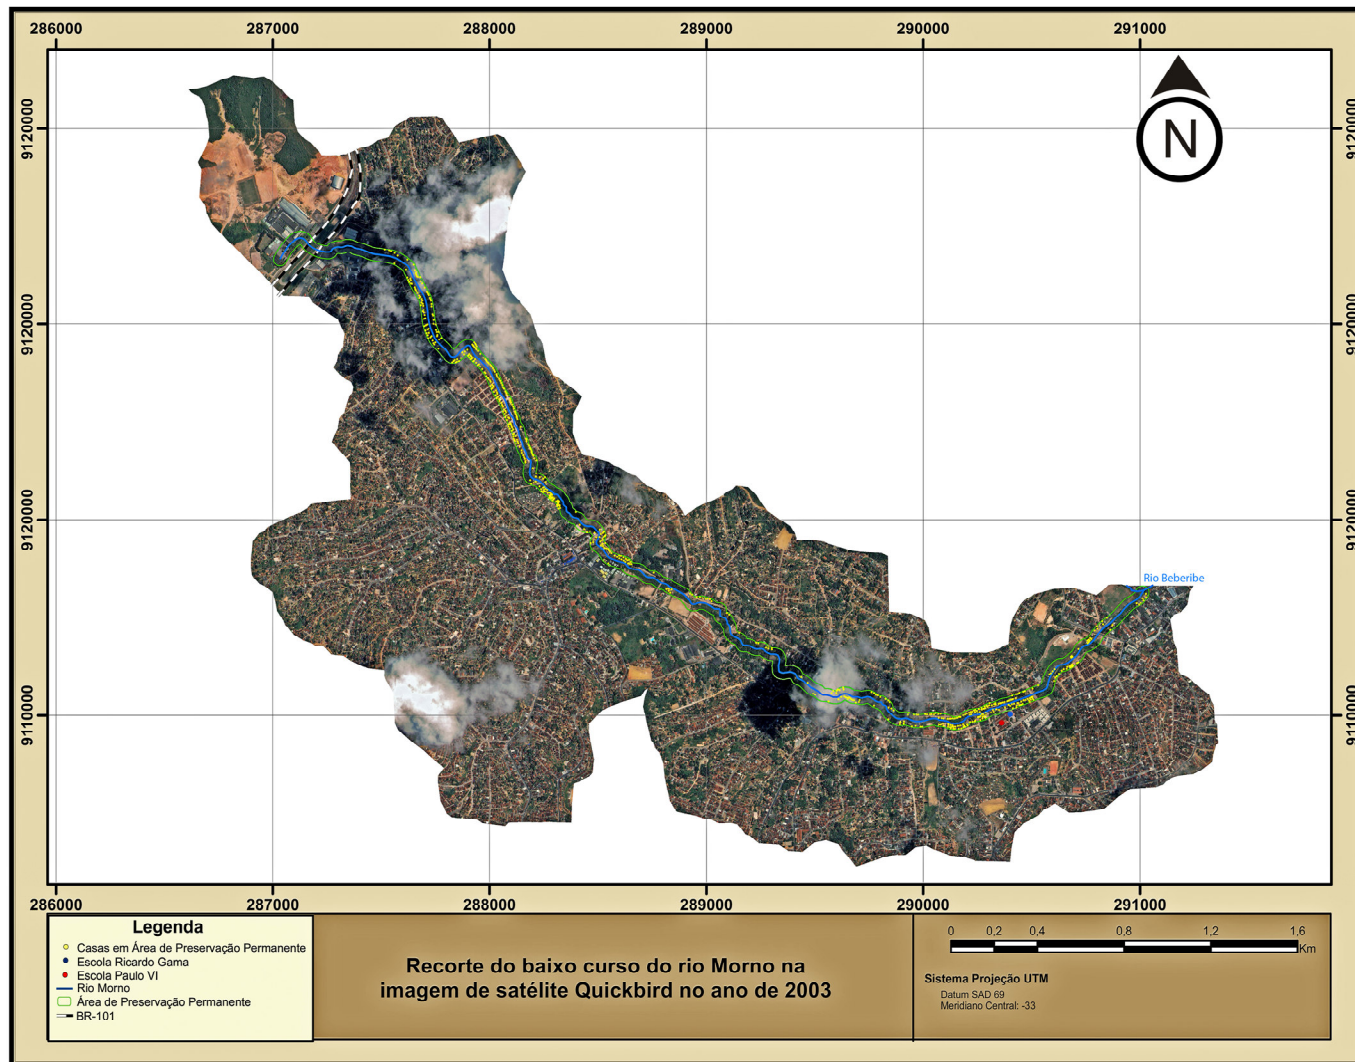 286000 287000 288000 289000 290000 291000
9120000 9120000
N
9120000 9120000
9120000 9120000
Rio Beberibe
9110000 9110000
286000 287000 288000 289000 290000 291000
Legenda
Casas em Área de Preservação Permanente
Escola Ricardo Gama
Escola Paulo VI
Rio Morno
Área de Preservação Permanente
BR-101
Recorte do baixo curso do rio Morno na
imagem de satélite Quickbird no ano de 2003
0 0,2 0,4 0,8 1,2 1,6
Km
Sistema Projeção UTM
Datum SAD 69
Meridiano Central: -33